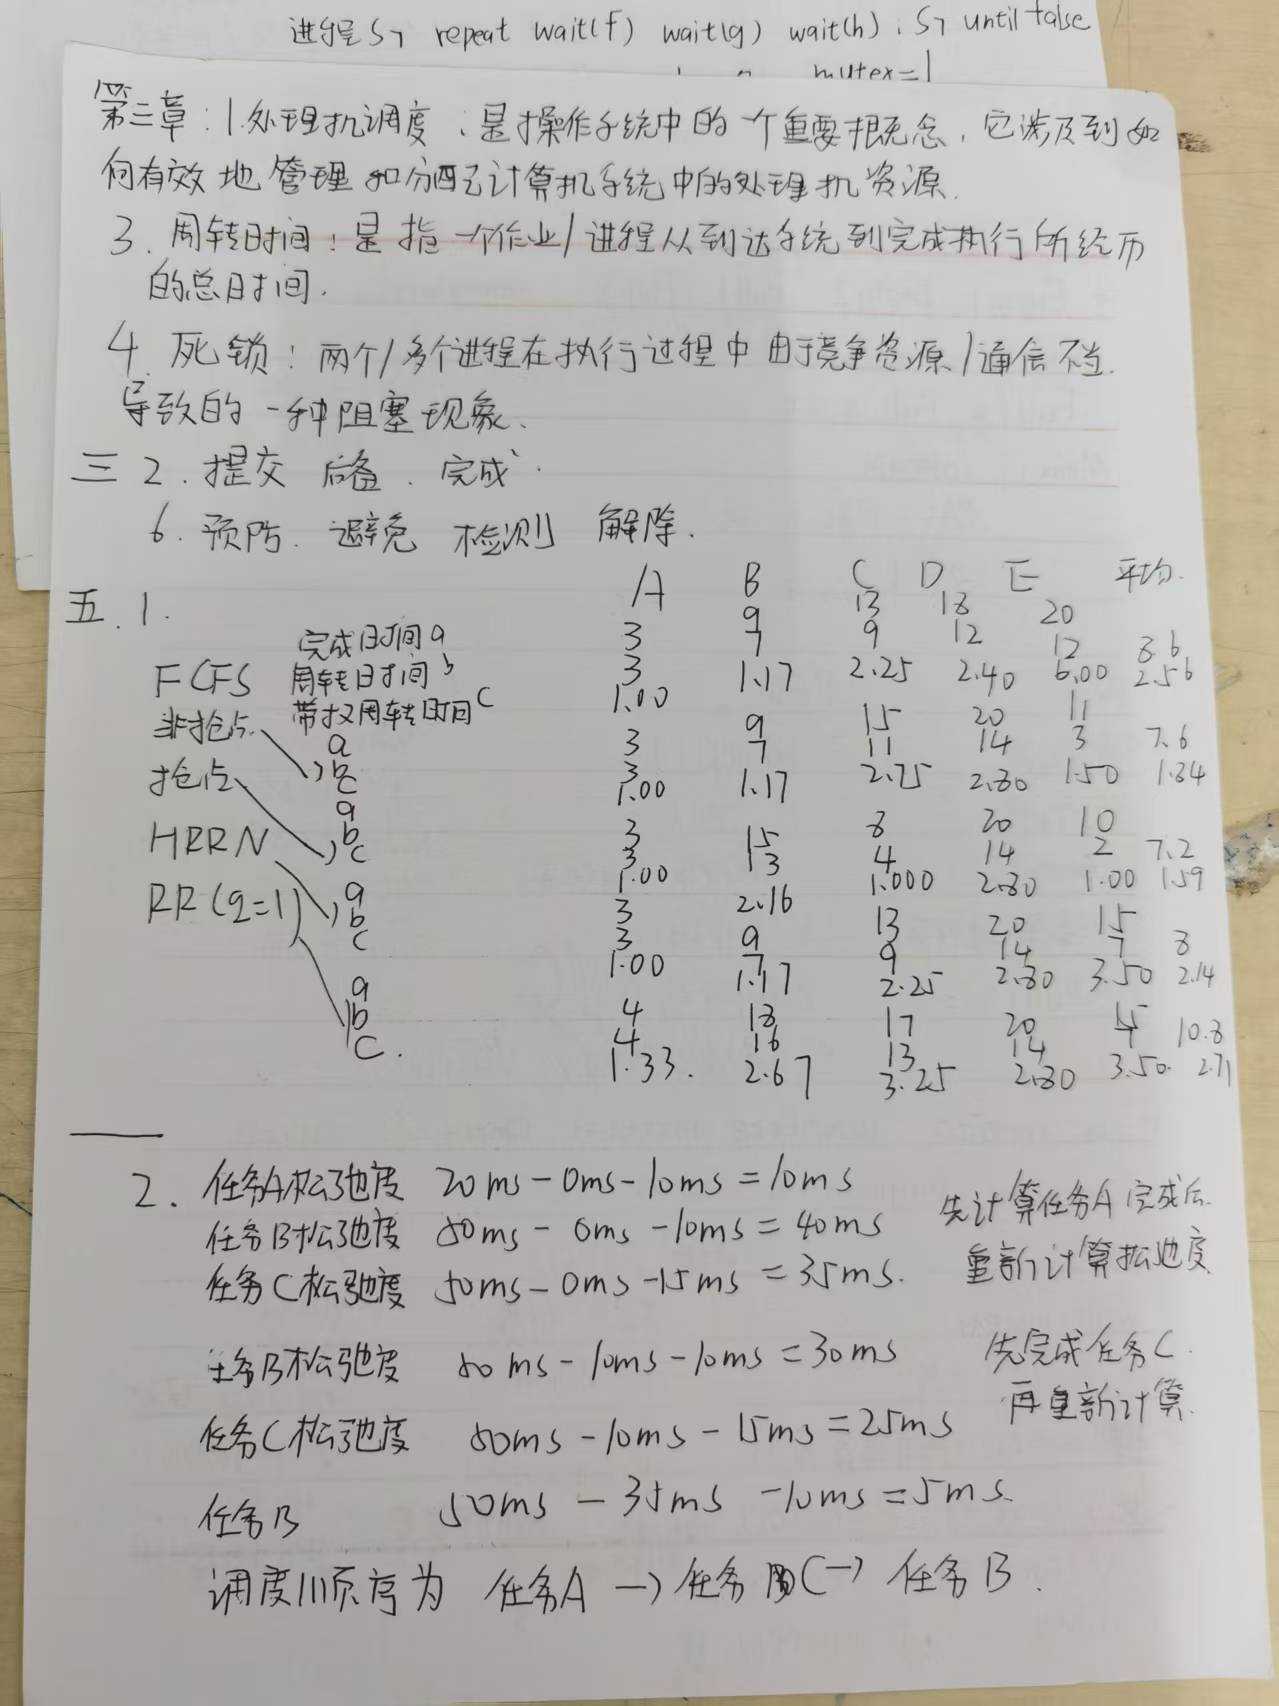 进程S7 repeat wait(f) wait(g) wait(h); S7 until false
mutex=1
第三章: 1.处理机调度:是操作系统中的一个重要概念,它涉及到如
何有效地管理和分配计算机系统中的处理机资源.
3. 周转时间:是指一个作业/进程从到达系统到完成执行所经历
的总时间.
4. 死锁:两个/多个进程在执行过程中由于竞争资源/通信不当.
导致的一种阻塞现象.
三 2. 提交 后备. 完成.
6. 预防. 避免 检测 解除.
五. 1. A B C D E 平均.
FCFS 完成时间a 3 9 13 18 20
周转时间b 3 7 9 12 12 8.6
带权周转时间C 1.00 1.17 2.25 2.40 6.00 2.56
非抢占. a 3 9 15 20 11
b 3 7 11 14 3 7.6
c 1.00 1.17 2.75 2.80 1.50 1.84
抢占. a 3 15 8 20 10
b 3 13 4 14 2 7.2
c 1.00 2.16 1.000 2.80 1.00 1.59
HRRN a 3 9 13 20 15
b 3 7 9 14 7 8
c 1.00 1.17 2.25 2.80 3.50 2.14
RR(q=1) a 4 18 17 20
b 4 16 13 14 10.8
C. 1.33. 2.67 3.25 2.80 3.50. 2.71
2. 任务A松弛度 20ms-0ms-10ms=10ms
任务B松弛度 50ms-0ms-10ms=40ms 先计算任务A完成后.
任务C松弛度 50ms-0ms-15ms=35ms. 重新计算松弛度
任务B松弛度 50ms-10ms-10ms=30ms 先完成任务C.
任务C松弛度 50ms-10ms-15ms=25ms 再重新计算.
任务B 50ms-35ms-10ms=5ms.
调度顺序为 任务A→任务C→任务B.